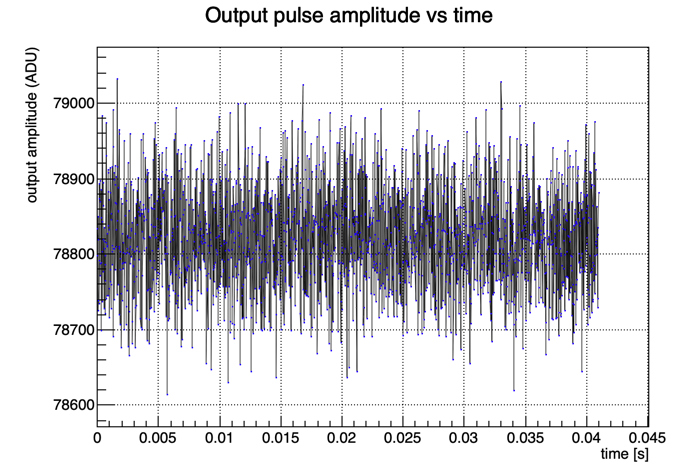 Output pulse amplitude vs time
output amplitude (ADU)
79000
78900
78800
78700
78600
0 0.005 0.01 0.015 0.02 0.025 0.03 0.035 0.04 0.045
time [s]